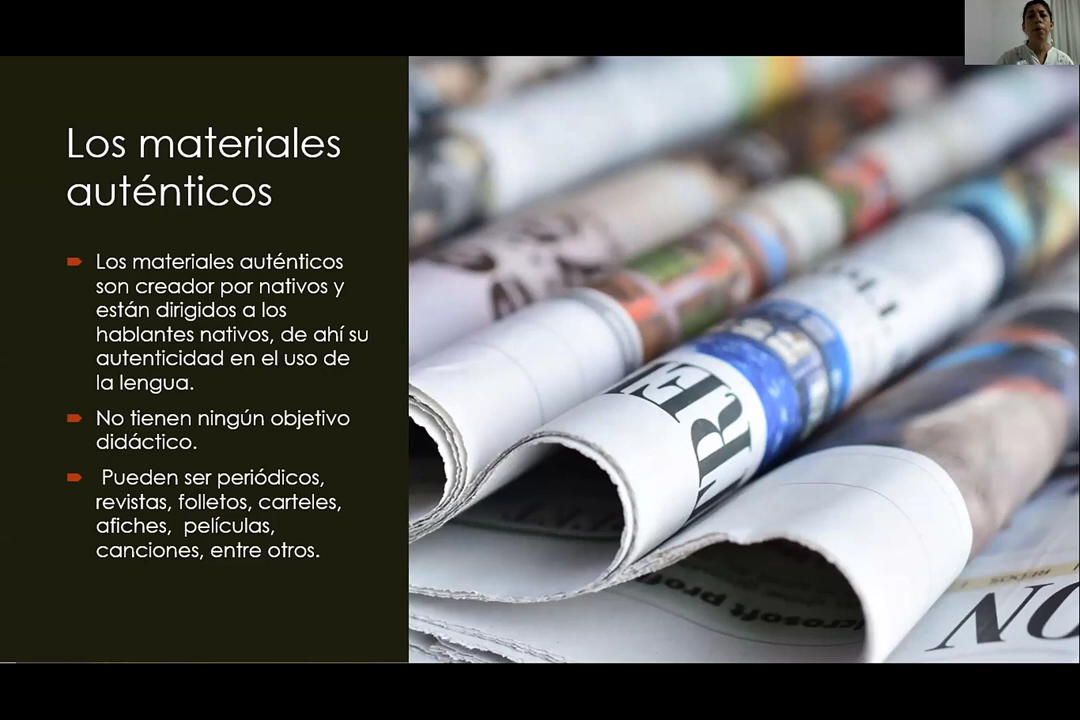 Los materiales
auténticos
Los materiales auténticos
son creador por nativos y
están dirigidos a los
hablantes nativos, de ahí su
autenticidad en el uso de
la lengua.
No tienen ningún objetivo
didáctico.
Pueden ser periódicos,
revistas, folletos, carteles,
afiches, películas,
canciones, entre otros.